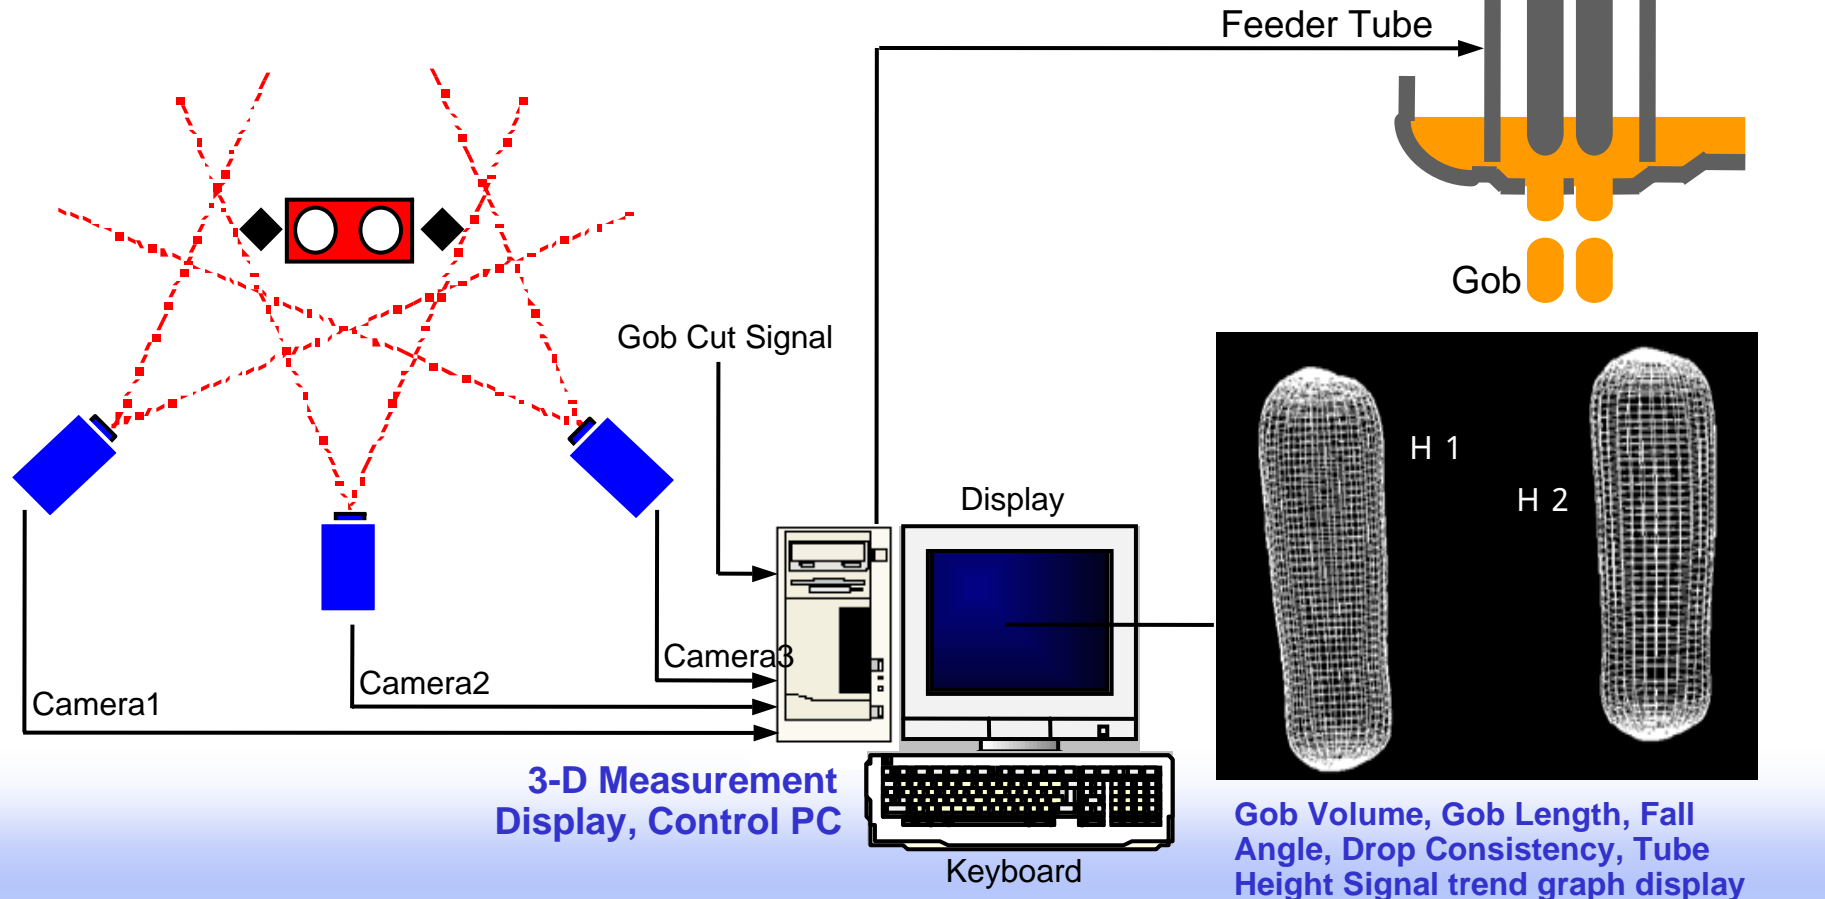 Feeder Tube
Gob
Gob Cut Signal
H 1
H 2
Display
Camera3
Camera2
Camera1
3-D Measurement
Display, Control PC
Keyboard
Gob Volume, Gob Length, Fall
Angle, Drop Consistency, Tube
Height Signal trend graph display